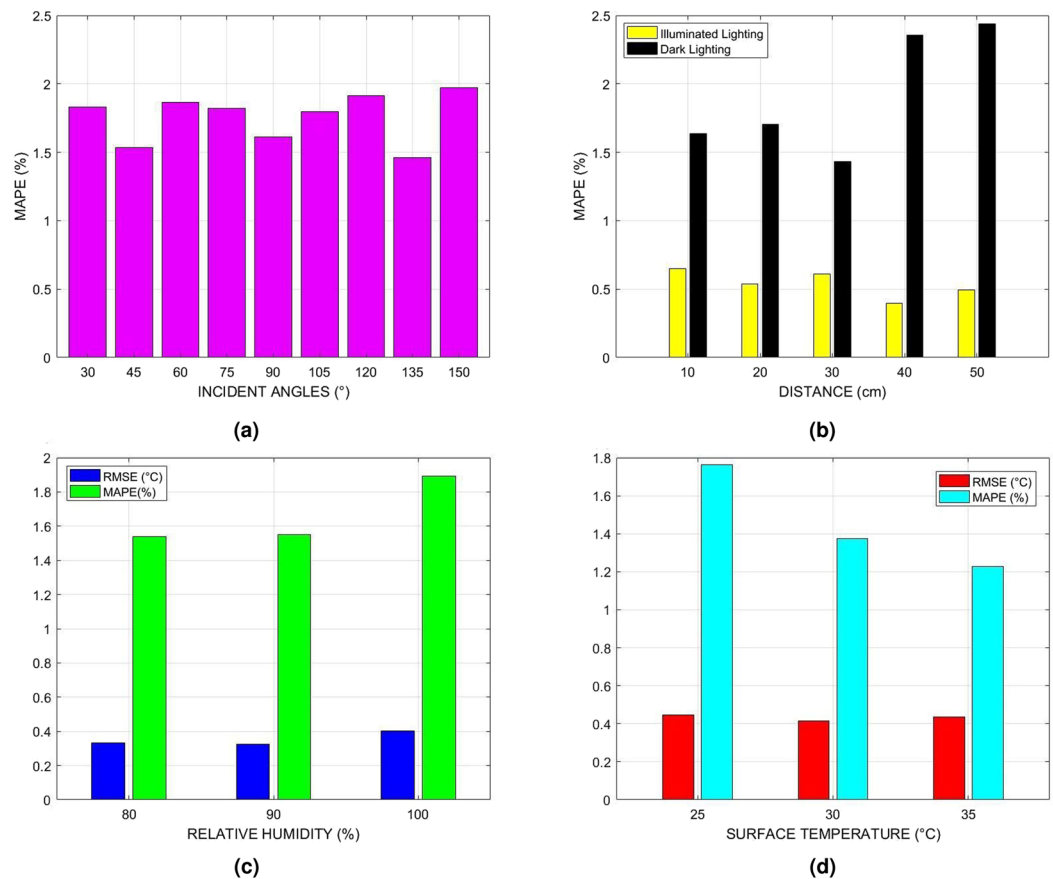 2.5
2
1.5
1
0.5
0
MAPE (%)
30 45 60 75 90 105 120 135 150
INCIDENT ANGLES (°)
(a)
2.5
2
1.5
1
0.5
0
MAPE (%)
Illuminated Lighting
Dark Lighting
10 20 30 40 50
DISTANCE (cm)
(b)
2
1.8
1.6
1.4
1.2
1
0.8
0.6
0.4
0.2
0
RMSE (°C)
MAPE(%)
80 90 100
RELATIVE HUMIDITY (%)
(c)
1.8
1.6
1.4
1.2
1
0.8
0.6
0.4
0.2
0
RMSE (°C)
MAPE (%)
25 30 35
SURFACE TEMPERATURE (°C)
(d)